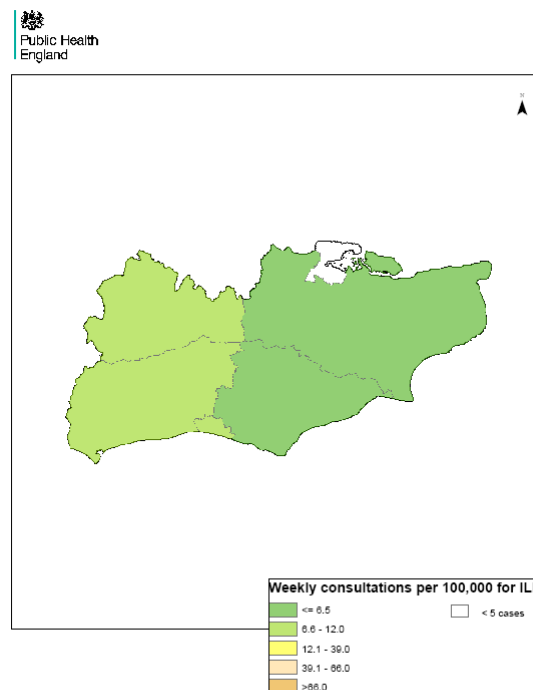 Public Health
England
N
Weekly consultations per 100,000 for IL
<= 6.5
< 5 cases
6.6 - 12.0
12.1 - 39.0
39.1 - 66.0
>66.0